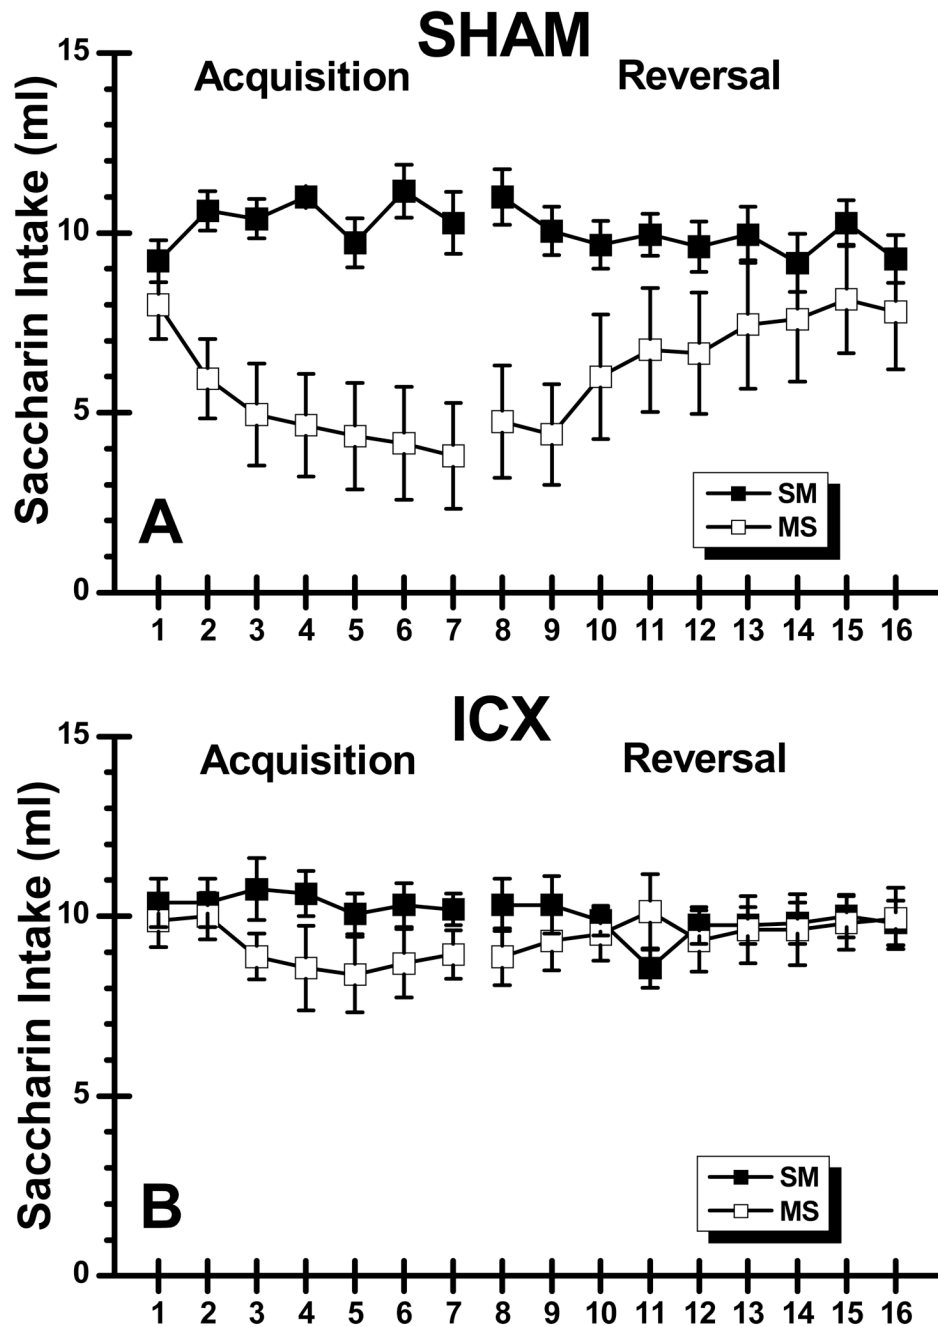 SHAM
Acquisition Reversal
Saccharin Intake (ml)
15
10
5
0
A
SM
MS
1 2 3 4 5 6 7 8 9 10 11 12 13 14 15 16
ICX
Acquisition Reversal
Saccharin Intake (ml)
15
10
5
0
B
SM
MS
1 2 3 4 5 6 7 8 9 10 11 12 13 14 15 16